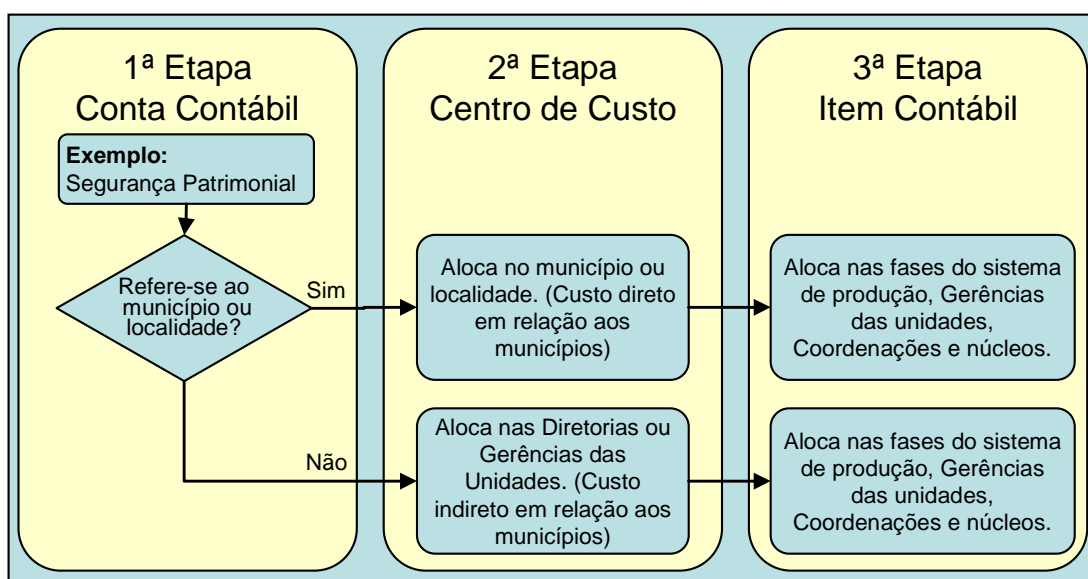 1ª Etapa
Conta Contábil
Exemplo:
Segurança Patrimonial
Refere-se ao
município ou
localidade?
Sim
Não
2ª Etapa
Centro de Custo
Aloca no município ou
localidade. (Custo direto
em relação aos
municípios)
Aloca nas Diretorias ou
Gerências das
Unidades. (Custo
indireto em relação aos
municípios)
3ª Etapa
Item Contábil
Aloca nas fases do sistema
de produção, Gerências
das unidades,
Coordenações e núcleos.
Aloca nas fases do sistema
de produção, Gerências
das unidades,
Coordenações e núcleos.